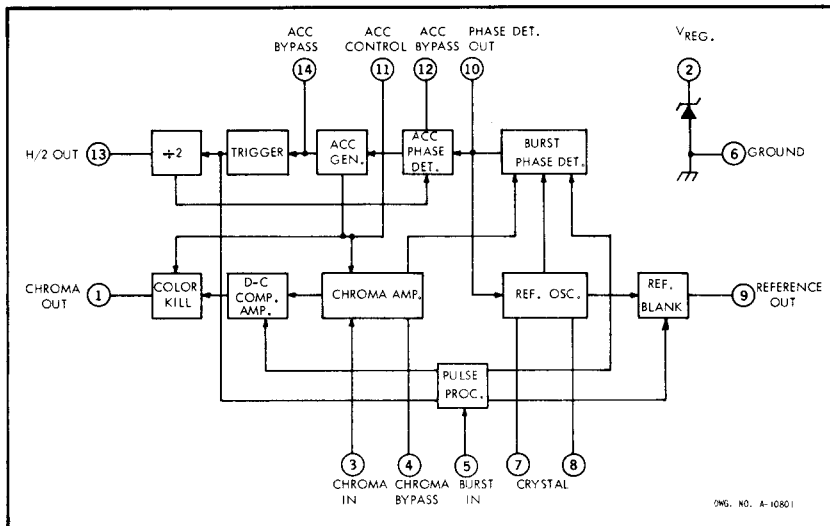 ACC BYPASS
14
ACC CONTROL
11
ACC BYPASS
12
PHASE DET. OUT
10
VREG.
2
H/2 OUT
13
÷2
TRIGGER
ACC GEN.
ACC PHASE DET.
BURST PHASE DET.
6
GROUND
CHROMA OUT
1
COLOR KILL
D-C COMP. AMP.
CHROMA AMP.
REF. OSC.
REF. BLANK
9
REFERENCE OUT
PULSE PROC.
3
CHROMA IN
4
CHROMA BYPASS
5
BURST IN
7
8
CRYSTAL
DWG. NO. A-10801